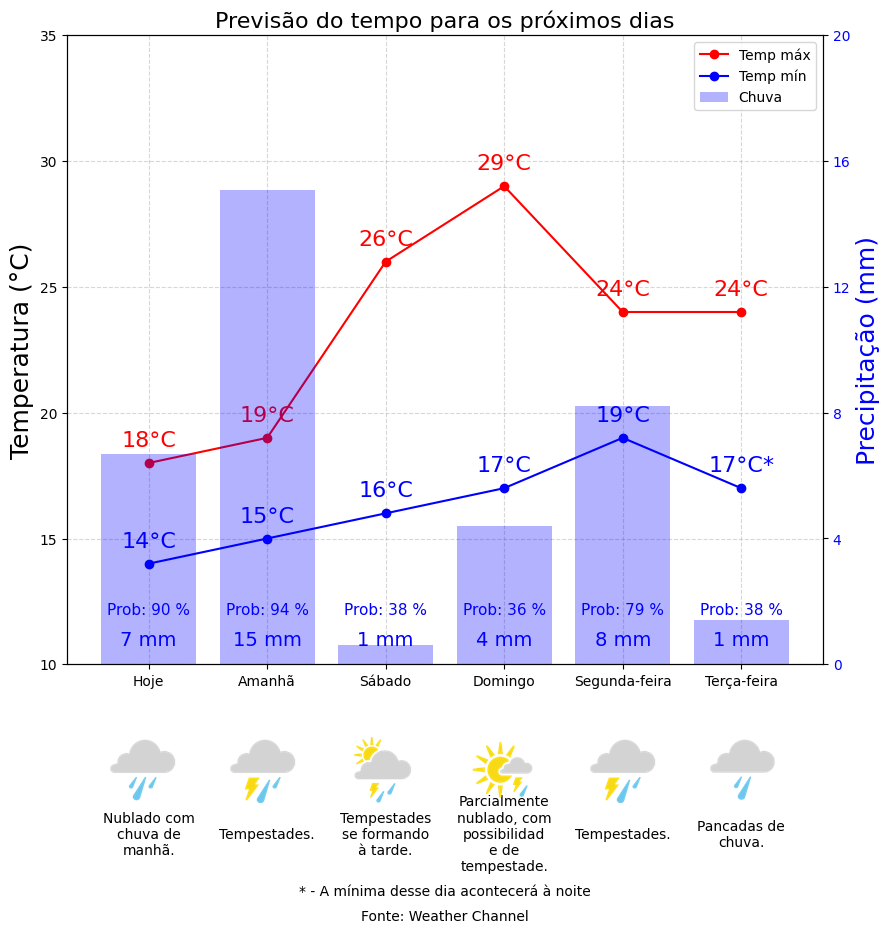 Previsão do tempo para os próximos dias
Temperatura (°C)
Precipitação (mm)
35
30
25
20
15
10
20
16
12
8
4
0
Temp máx
Temp mín
Chuva
18°C
19°C
26°C
29°C
24°C
24°C
14°C
15°C
16°C
17°C
19°C
17°C*
Prob: 90 %
Prob: 94 %
Prob: 38 %
Prob: 36 %
Prob: 79 %
Prob: 38 %
7 mm
15 mm
1 mm
4 mm
8 mm
1 mm
Hoje
Amanhã
Sábado
Domingo
Segunda-feira
Terça-feira
Nublado com
chuva de
manhã.
Tempestades.
Tempestades
se formando
à tarde.
Parcialmente
nublado, com
possibilidad
e de
tempestade.
Tempestades.
Pancadas de
chuva.
* - A mínima desse dia acontecerá à noite
Fonte: Weather Channel